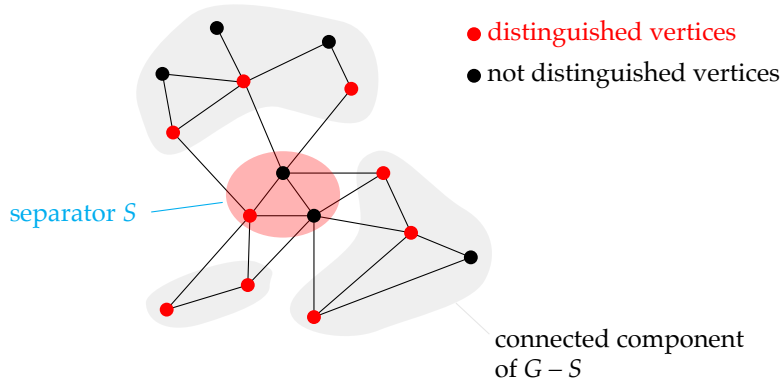 distinguished vertices
not distinguished vertices
separator S
connected component
of G – S